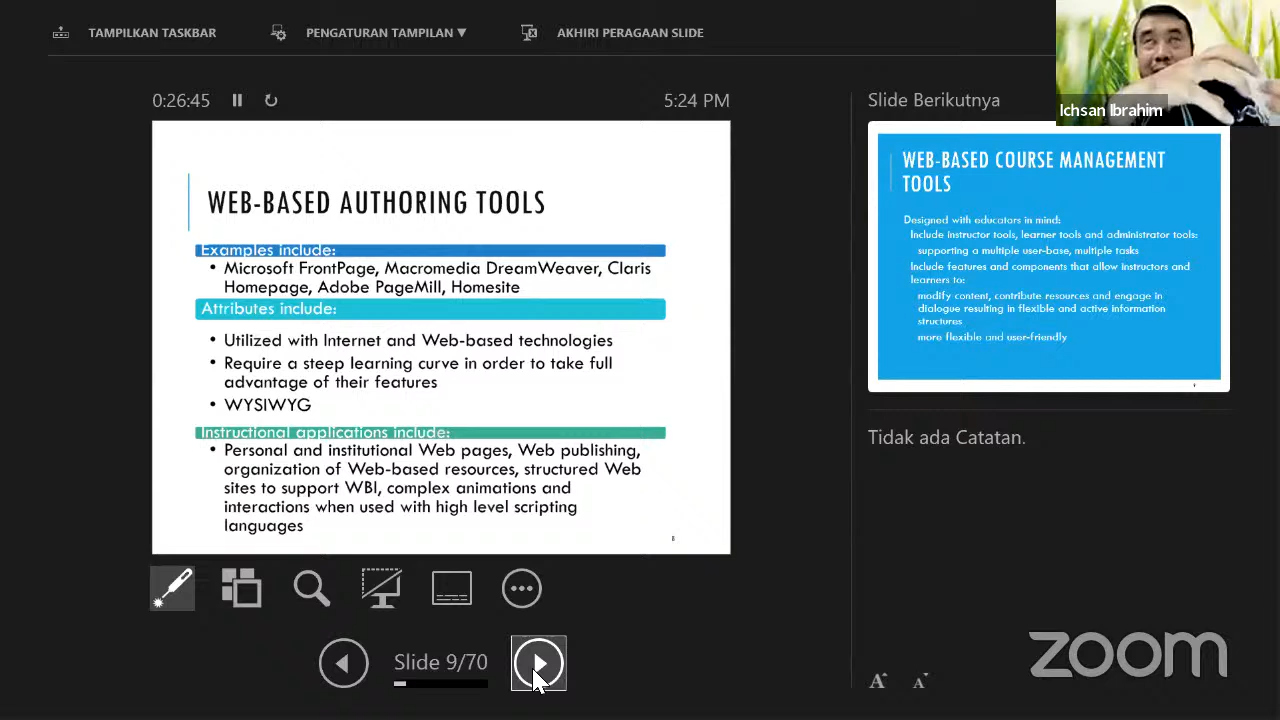 TAMPILKAN TASKBAR
PENGATURAN TAMPILAN ▼
AKHIRI PERAGAAN SLIDE
Ichsan Ibrahim
0:26:45
5:24 PM
WEB-BASED AUTHORING TOOLS
Examples include:
• Microsoft FrontPage, Macromedia DreamWeaver, Claris
Homepage, Adobe PageMill, Homesite
Attributes include:
• Utilized with Internet and Web-based technologies
• Require a steep learning curve in order to take full
advantage of their features
• WYSIWYG
Instructional applications include:
• Personal and institutional Web pages, Web publishing,
organization of Web-based resources, structured Web
sites to support WBI, complex animations and
interactions when used with high level scripting
languages
8
Slide 9/70
Slide Berikutnya
WEB-BASED COURSE MANAGEMENT
TOOLS
Designed with educators in mind:
Include instructor tools, learner tools and administrator tools:
supporting a multiple user-base, multiple tasks
Include features and components that allow instructors and
learners to:
modify content, contribute resources and engage in
dialogue resulting in flexible and active information
structures
more flexible and user-friendly
9
Tidak ada Catatan.
A A
zoom